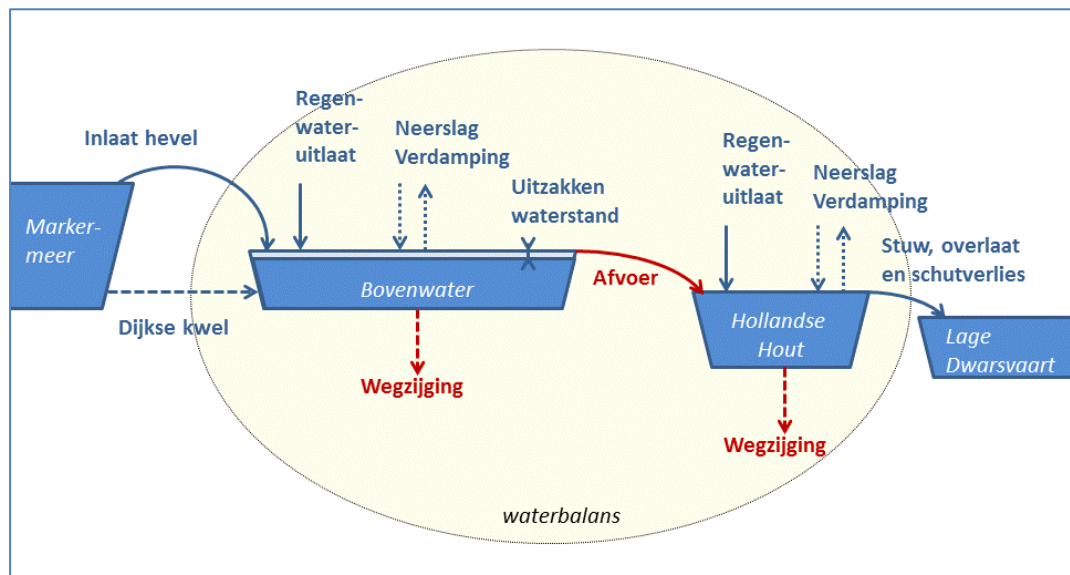 Inlaat hevel
Regen-
water-
uitlaat
Neerslag
Verdamping
Uitzakken
waterstand
Regen-
water-
uitlaat
Neerslag
Verdamping
Stuw, overlaat
en schutverlies
Marker-
meer
Bovenwater
Afvoer
Dijkse kwel
Hollandse
Hout
Lage
Dwarsvaart
Wegzijging
Wegzijging
waterbalans